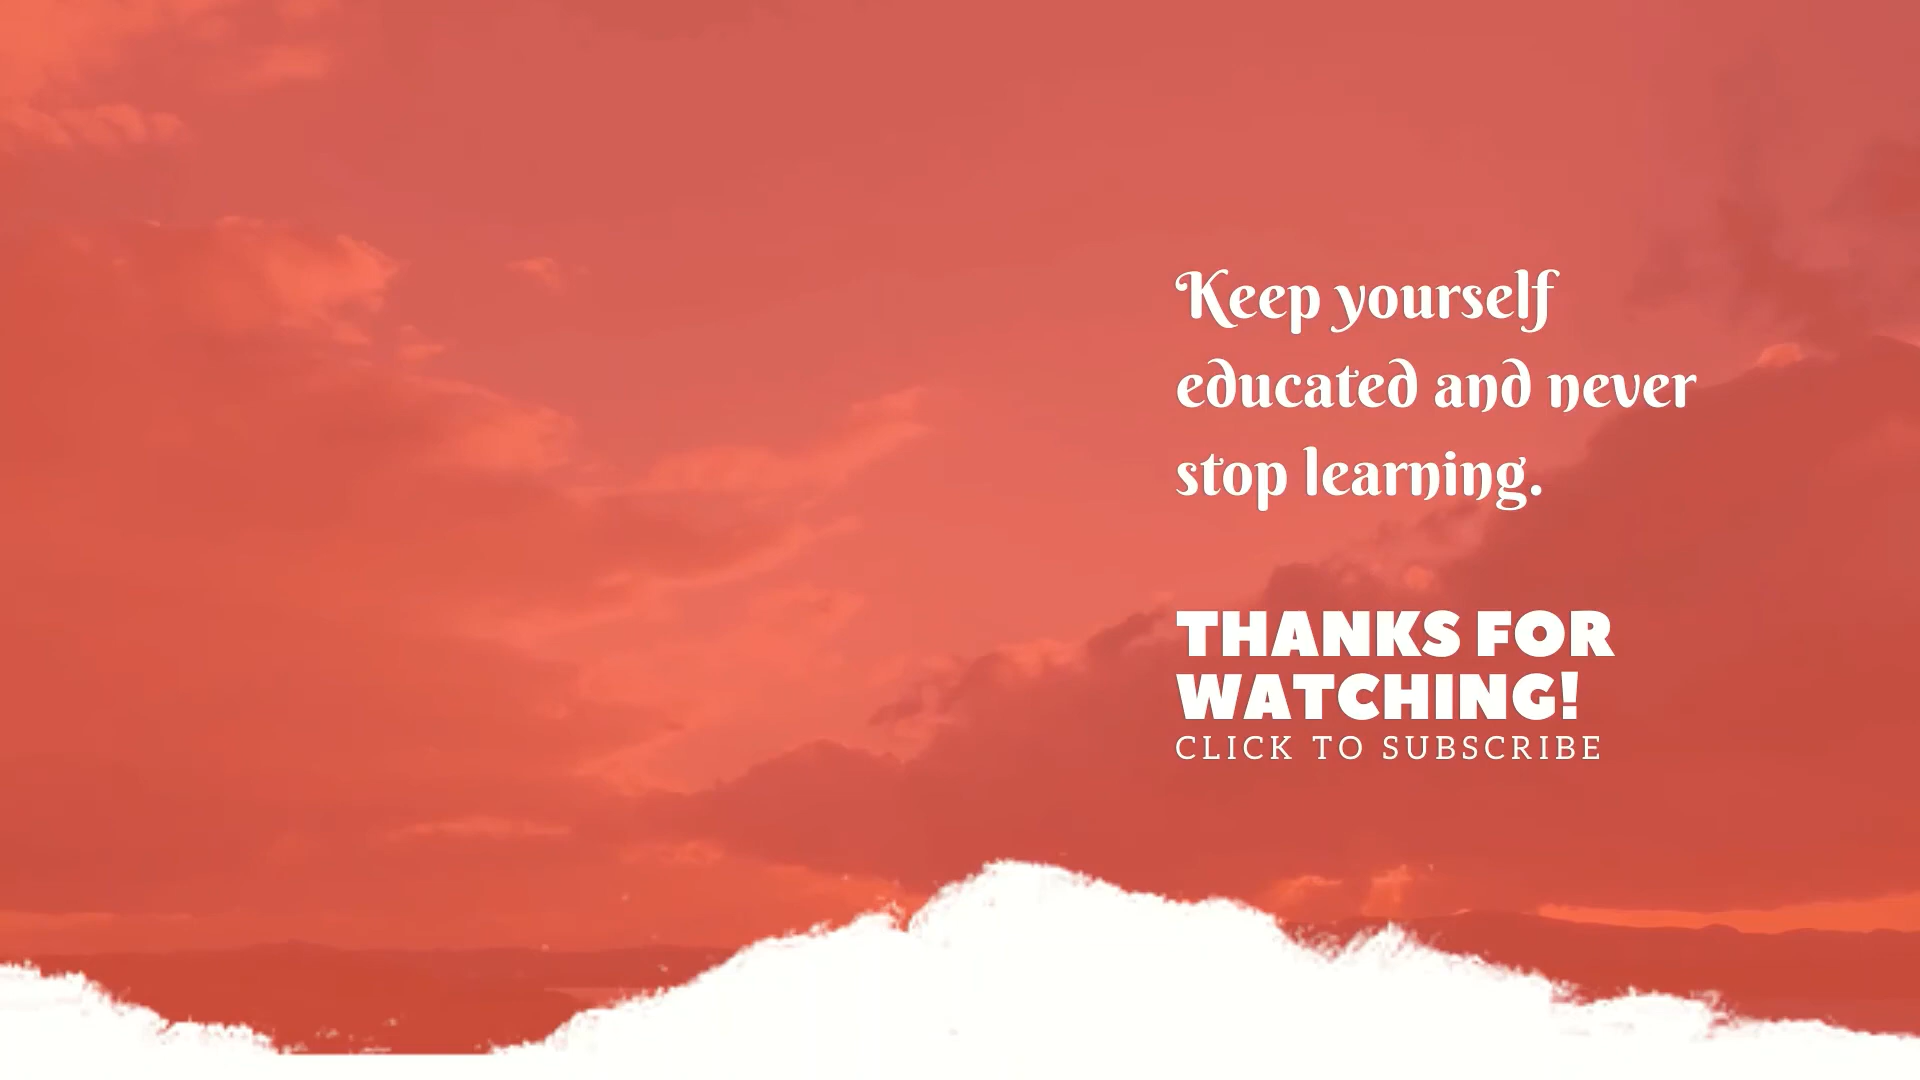 Keep yourself
educated and never
stop learning.
THANKS FOR
WATCHING!
CLICK TO SUBSCRIBE